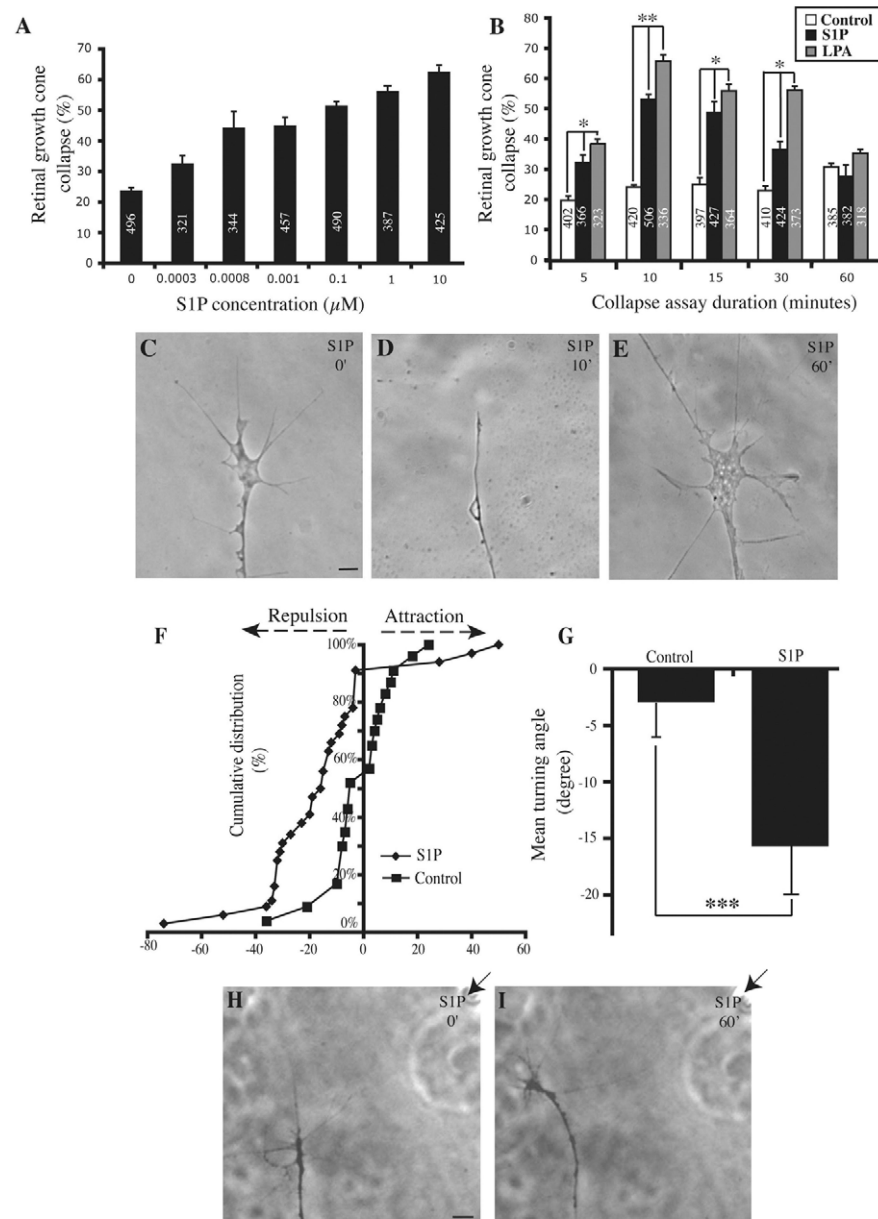 A
Retinal growth cone
collapse (%)
70
60
50
40
30
20
10
0
496
321
344
457
490
387
425
0
0.0003
0.0008
0.001
0.1
1
10
S1P concentration (µM)
B
Control
S1P
LPA
Retinal growth cone
collapse (%)
80
70
60
50
40
30
20
10
0
*
**
*
*
402
366
323
420
506
336
397
427
364
410
424
373
385
382
318
5
10
15
30
60
Collapse assay duration (minutes)
C
S1P
0'
D
S1P
10’
E
S1P
60’
F
Repulsion
Attraction
Cumulative distribution
(%)
100%
80%
60%
40%
20%
0%
S1P
Control
-80
-60
-40
-20
0
20
40
60
G
Control
S1P
Mean turning angle
(degree)
0
-5
-10
-15
-20
***
H
S1P
0’
I
S1P
60’